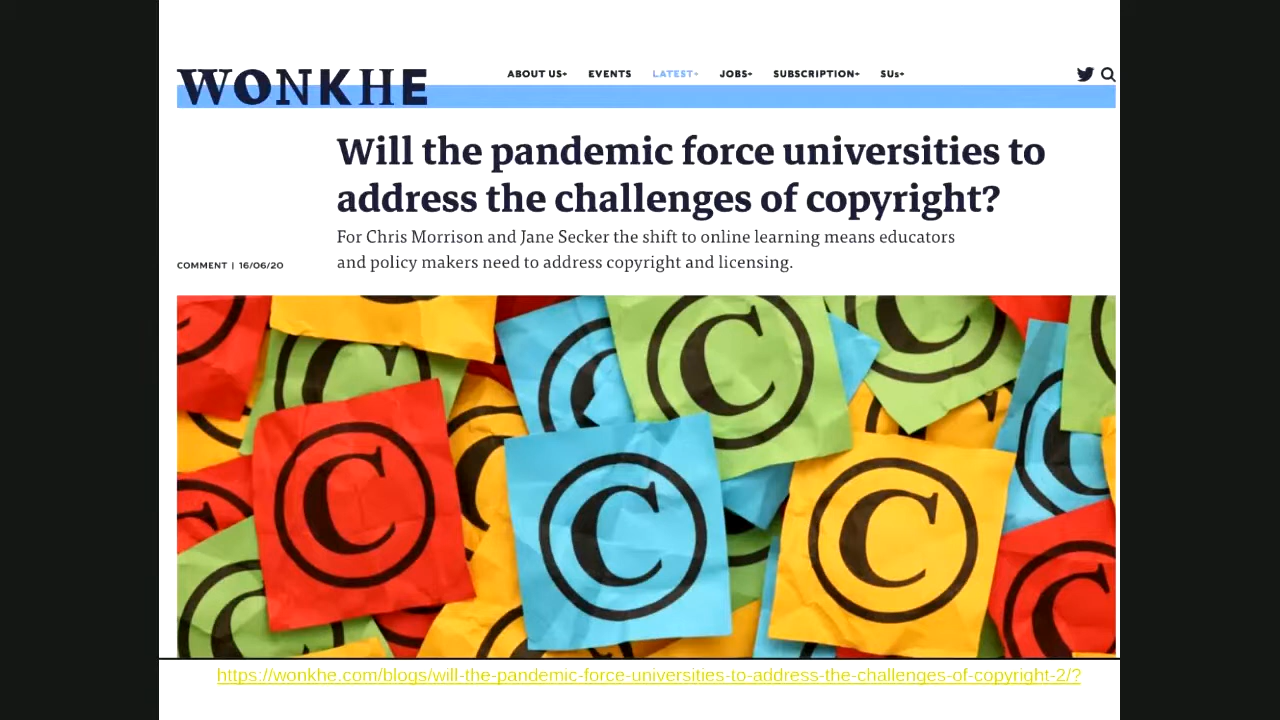 WONKHE
ABOUT US+ EVENTS LATEST+ JOBS+ SUBSCRIPTION+ SUs+
Will the pandemic force universities to
address the challenges of copyright?
For Chris Morrison and Jane Secker the shift to online learning means educators
and policy makers need to address copyright and licensing.
COMMENT | 16/06/20
© © © © © © © © © © © © © © ©
https://wonkhe.com/blogs/will-the-pandemic-force-universities-to-address-the-challenges-of-copyright-2/?